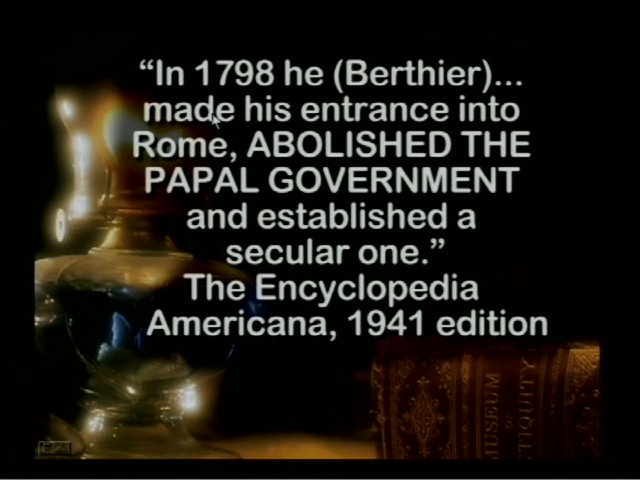 “In 1798 he (Berthier)...
made his entrance into
Rome, ABOLISHED THE
PAPAL GOVERNMENT
and established a
secular one.”
The Encyclopedia
Americana, 1941 edition
MUSEUM
OF